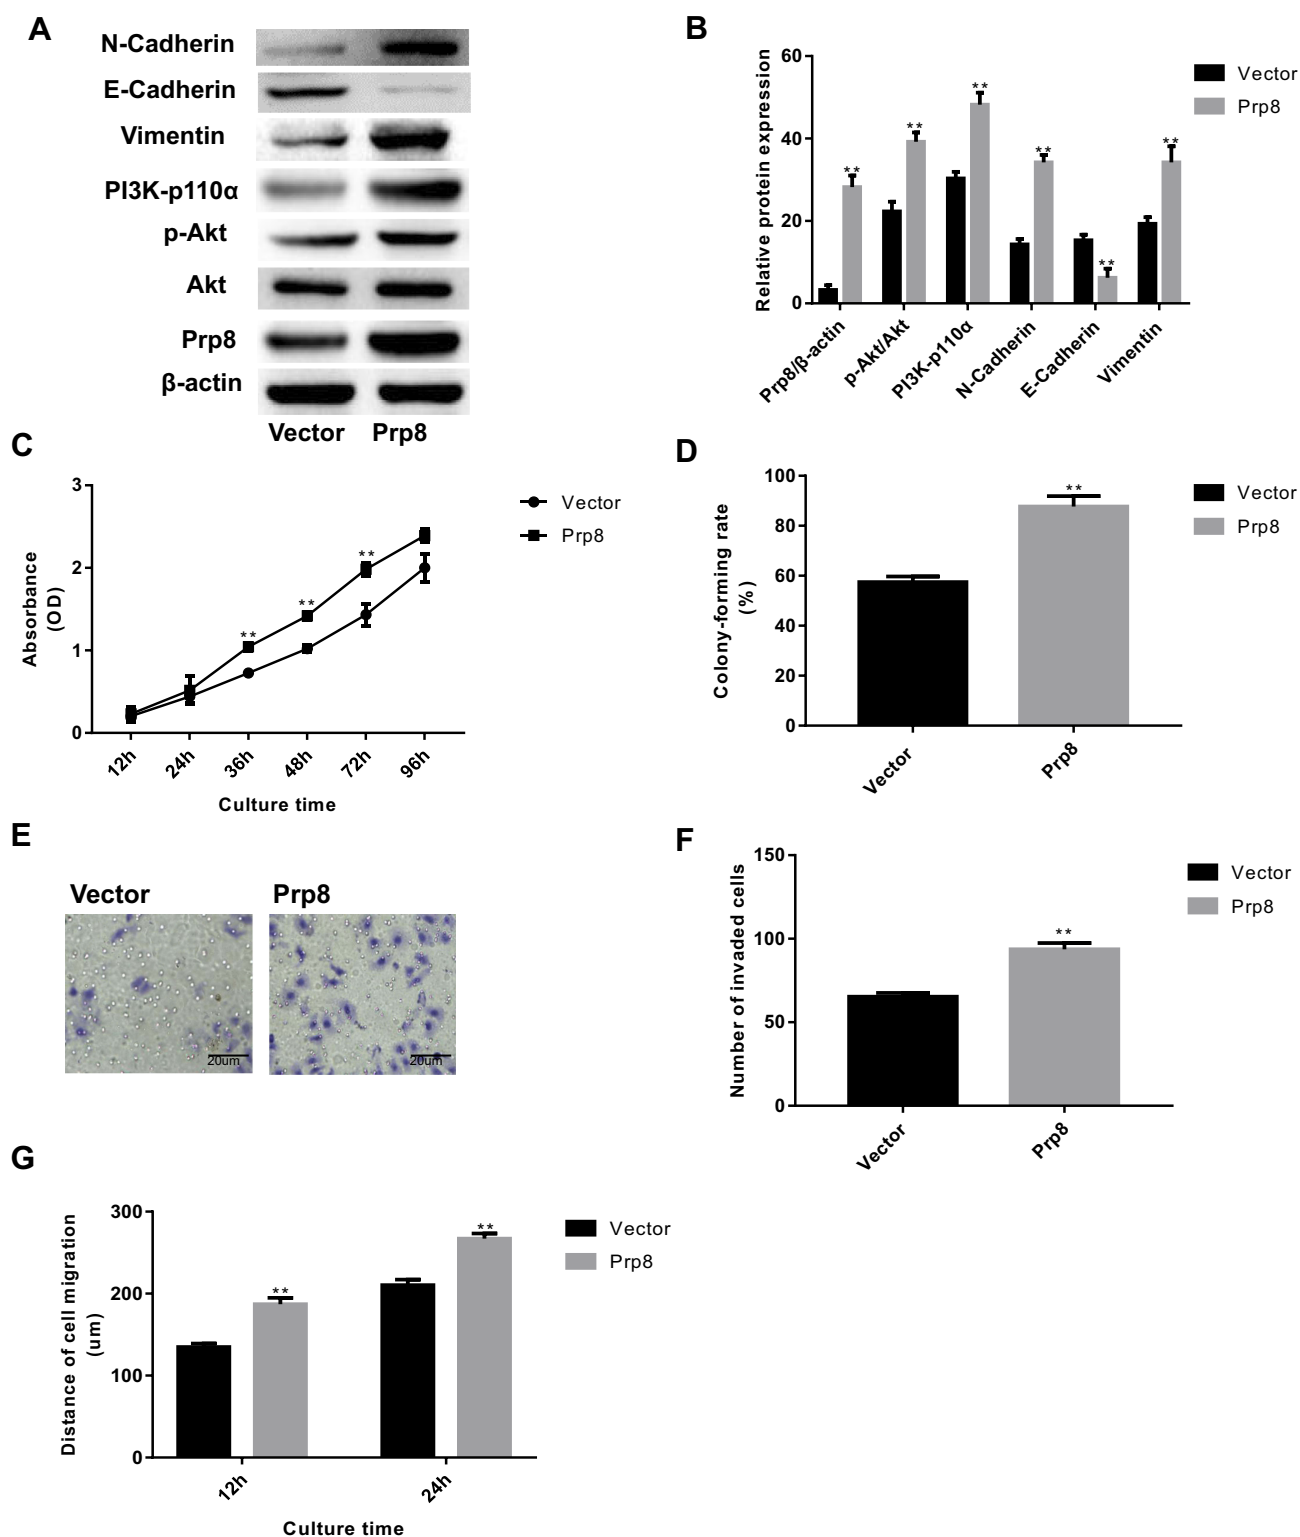 A
N-Cadherin
E-Cadherin
Vimentin
PI3K-p110α
p-Akt
Akt
Prp8
β-actin
Vector Prp8
B
Relative protein expression
60
40
20
0
** ** ** ** ** **
Prp8/β-actin
p-Akt/Akt
PI3K-p110α
N-Cadherin
E-Cadherin
Vimentin
Vector
Prp8
C
Absorbance
(OD)
3
2
1
0
** ** **
12h 24h 36h 48h 72h 96h
Culture time
Vector
Prp8
D
Colony-forming rate
(%)
100
80
60
40
20
0
**
Vector Prp8
Vector
Prp8
E
Vector Prp8
20um 20um
F
Number of invaded cells
150
100
50
0
**
Vector Prp8
Vector
Prp8
G
Distance of cell migration
(um)
300
200
100
0
** **
12h 24h
Culture time
Vector
Prp8